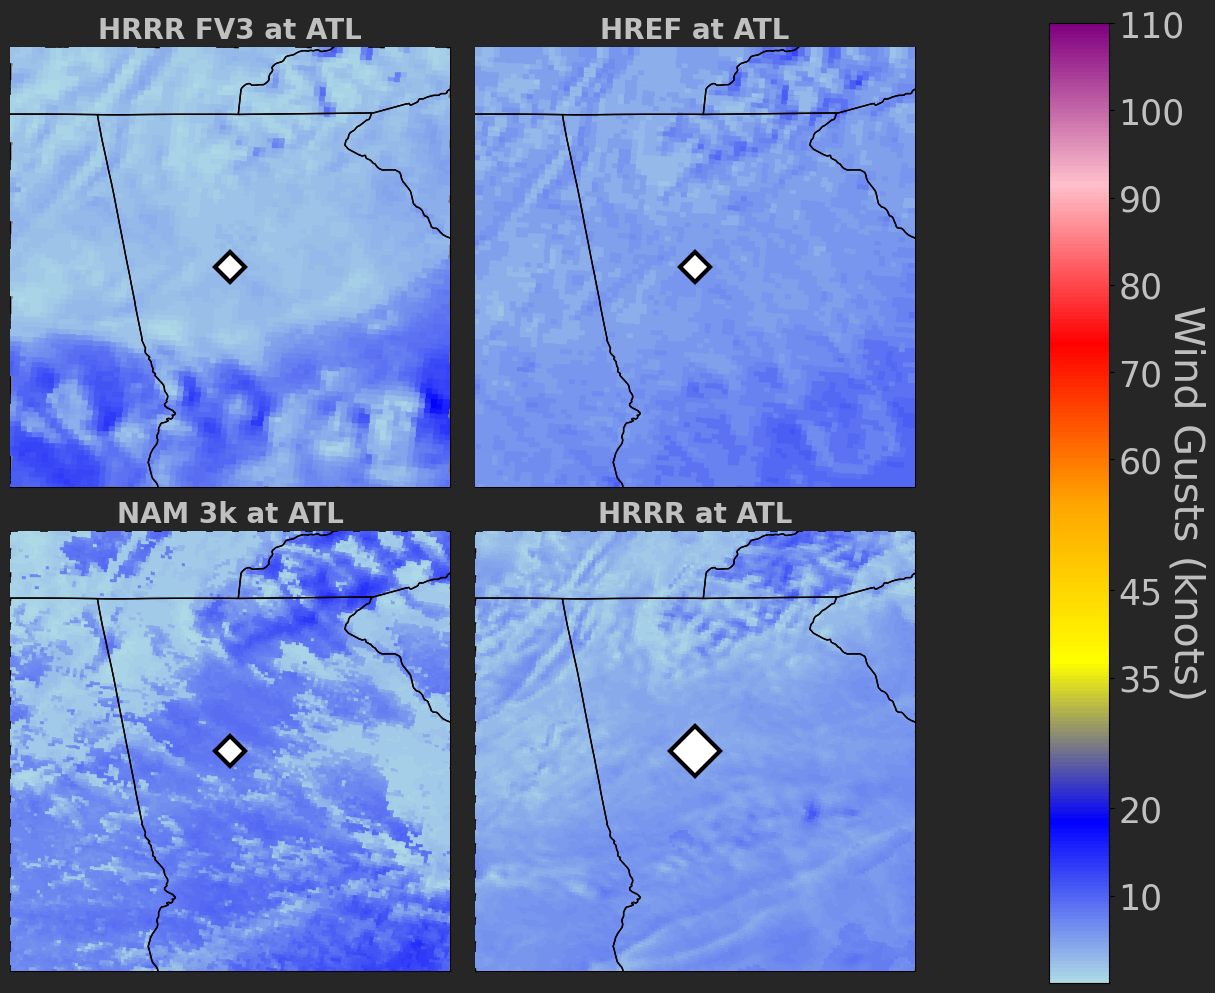 HRRR FV3 at ATL
HREF at ATL
NAM 3k at ATL
HRRR at ATL
110
100
90
80
70
60
45
35
20
10
Wind Gusts (knots)